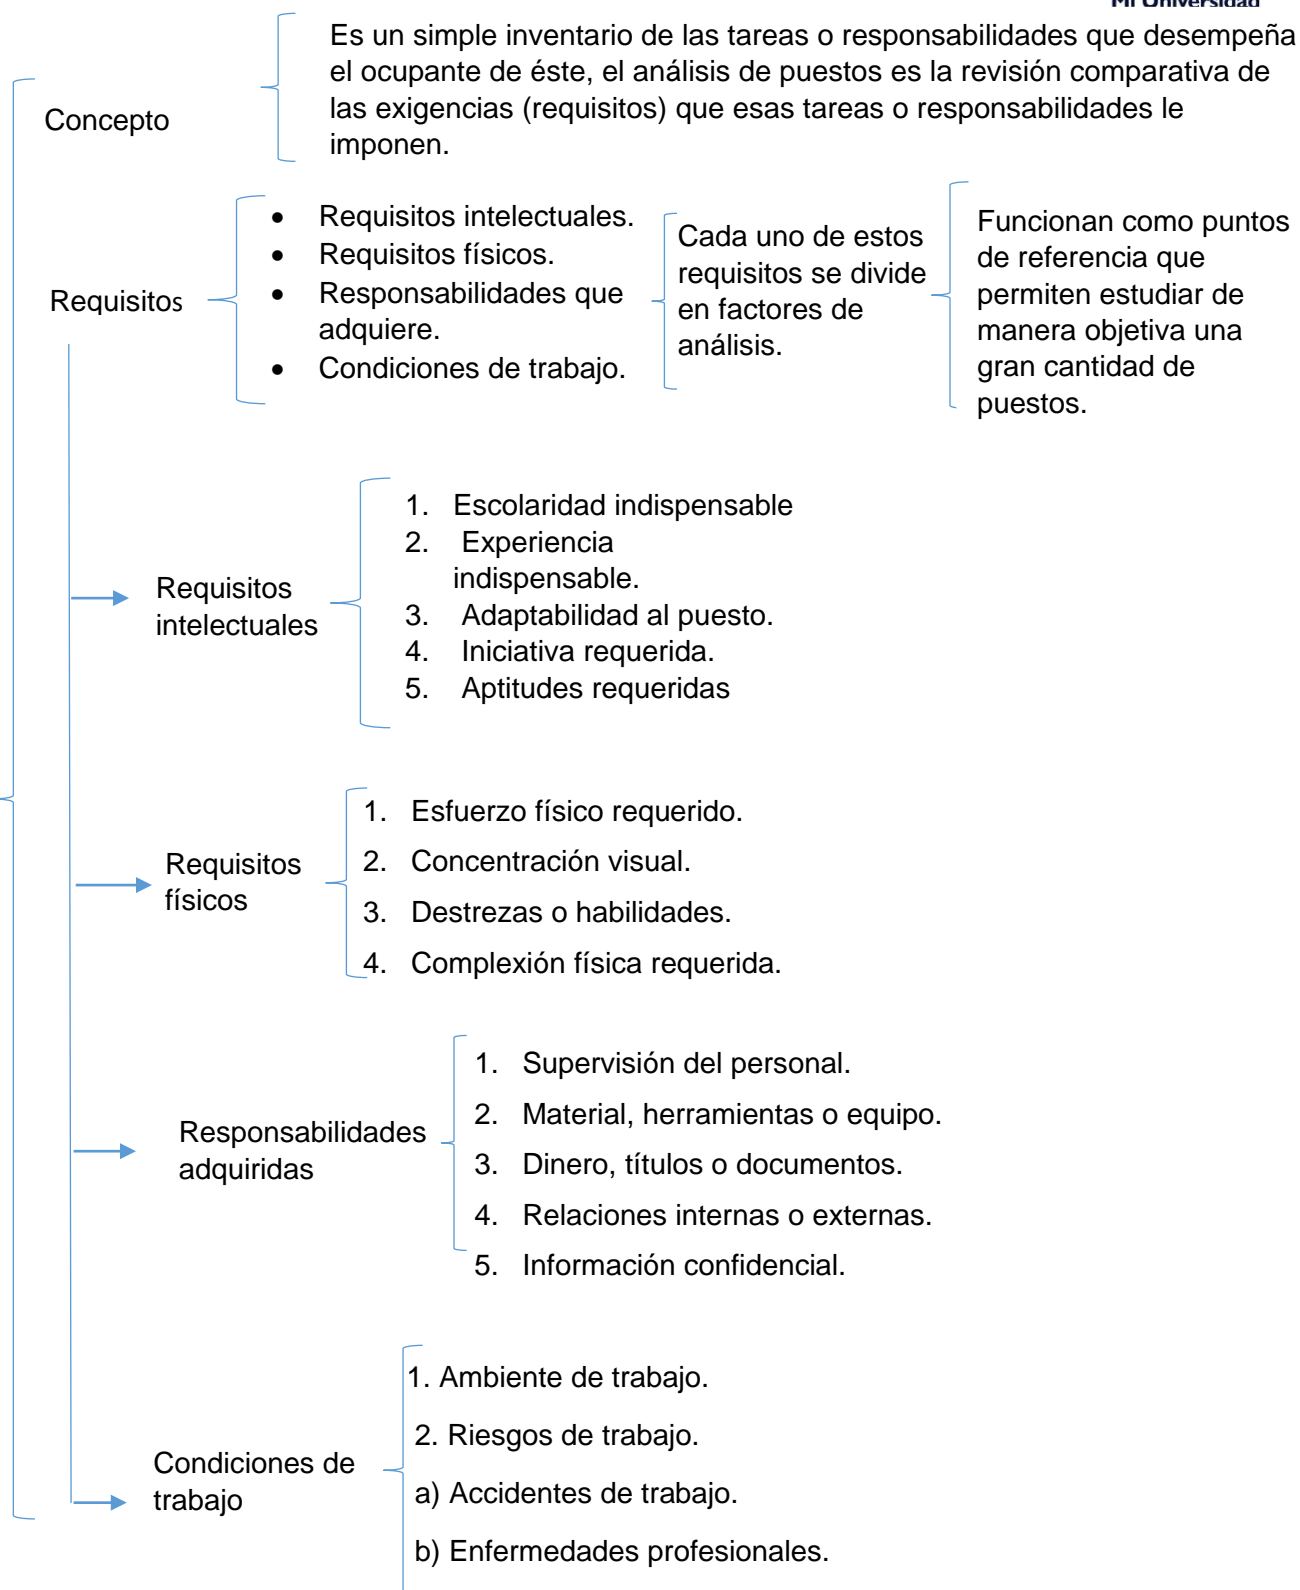 Mi Universidad
Es un simple inventario de las tareas o responsabilidades que desempeña
el ocupante de éste, el análisis de puestos es la revisión comparativa de
las exigencias (requisitos) que esas tareas o responsabilidades le
imponen.
Concepto
Requisitos
• Requisitos intelectuales.
• Requisitos físicos.
• Responsabilidades que
adquiere.
• Condiciones de trabajo.
Cada uno de estos
requisitos se divide
en factores de
análisis.
Funcionan como puntos
de referencia que
permiten estudiar de
manera objetiva una
gran cantidad de
puestos.
Requisitos
intelectuales
1. Escolaridad indispensable
2. Experiencia
indispensable.
3. Adaptabilidad al puesto.
4. Iniciativa requerida.
5. Aptitudes requeridas
Requisitos
físicos
1. Esfuerzo físico requerido.
2. Concentración visual.
3. Destrezas o habilidades.
4. Complexión física requerida.
Responsabilidades
adquiridas
1. Supervisión del personal.
2. Material, herramientas o equipo.
3. Dinero, títulos o documentos.
4. Relaciones internas o externas.
5. Información confidencial.
Condiciones de
trabajo
1. Ambiente de trabajo.
2. Riesgos de trabajo.
a) Accidentes de trabajo.
b) Enfermedades profesionales.